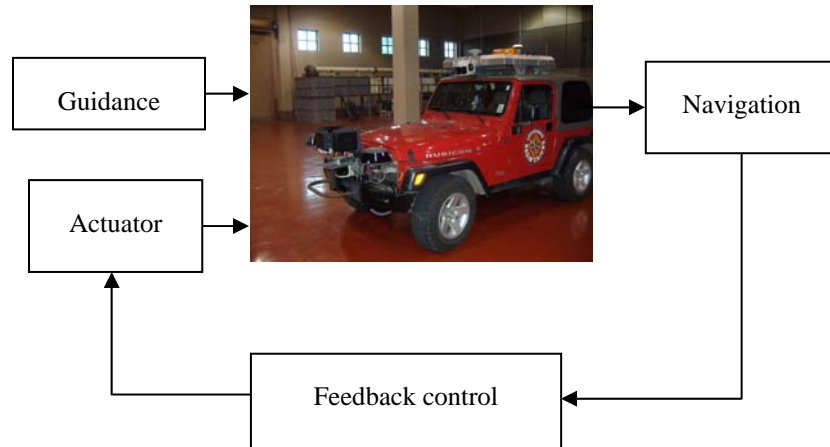 Guidance
Navigation
RUBICON
Actuator
Feedback control